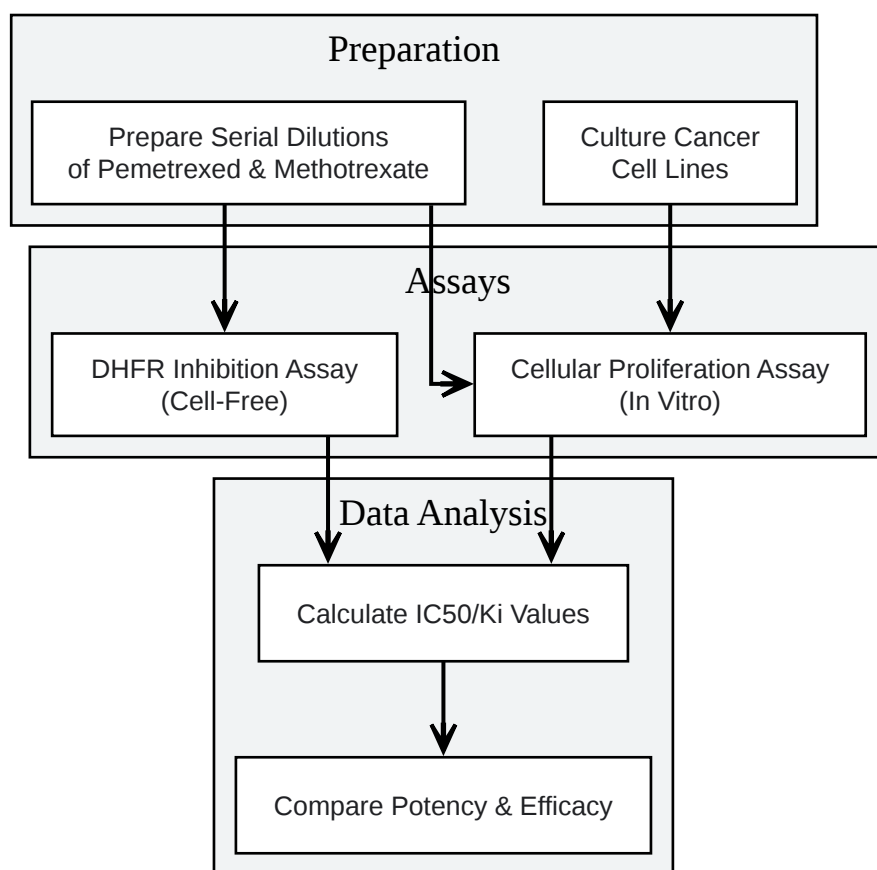 Preparation
Prepare Serial Dilutions
of Pemetrexed & Methotrexate
Culture Cancer
Cell Lines
Assays
DHFR Inhibition Assay
(Cell-Free)
Cellular Proliferation Assay
(In Vitro)
Data Analysis
Calculate IC50/Ki Values
Compare Potency & Efficacy